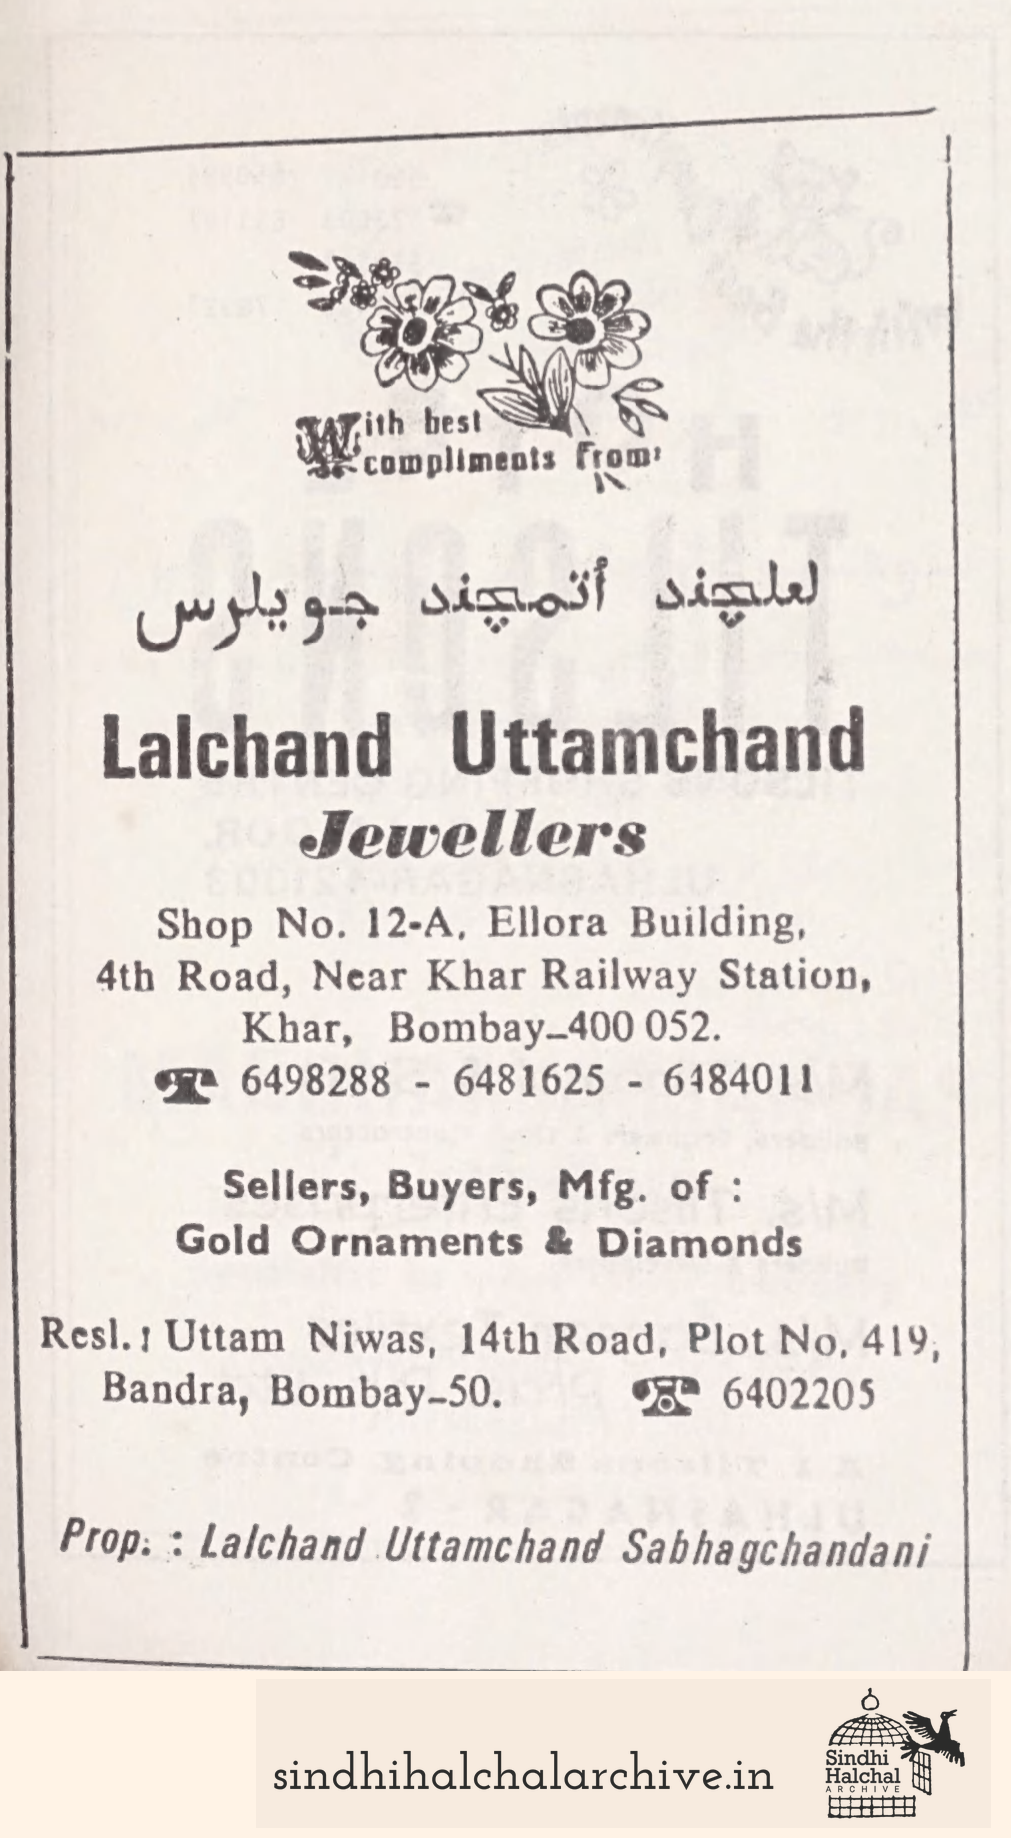 With best
compliments from:
لعلچند أتمچند جويلرس
Lalchand Uttamchand
Jewellers
Shop No. 12-A, Ellora Building,
4th Road, Near Khar Railway Station,
Khar, Bombay-400 052.
6498288 - 6481625 - 6484011
Sellers, Buyers, Mfg. of :
Gold Ornaments & Diamonds
Resl. : Uttam Niwas, 14th Road, Plot No. 419,
Bandra, Bombay-50. 6402205
Prop. : Lalchand Uttamchand Sabhagchandani
sindhihalchalarchive.in
Sindhi
Halchal
ARCHIVE